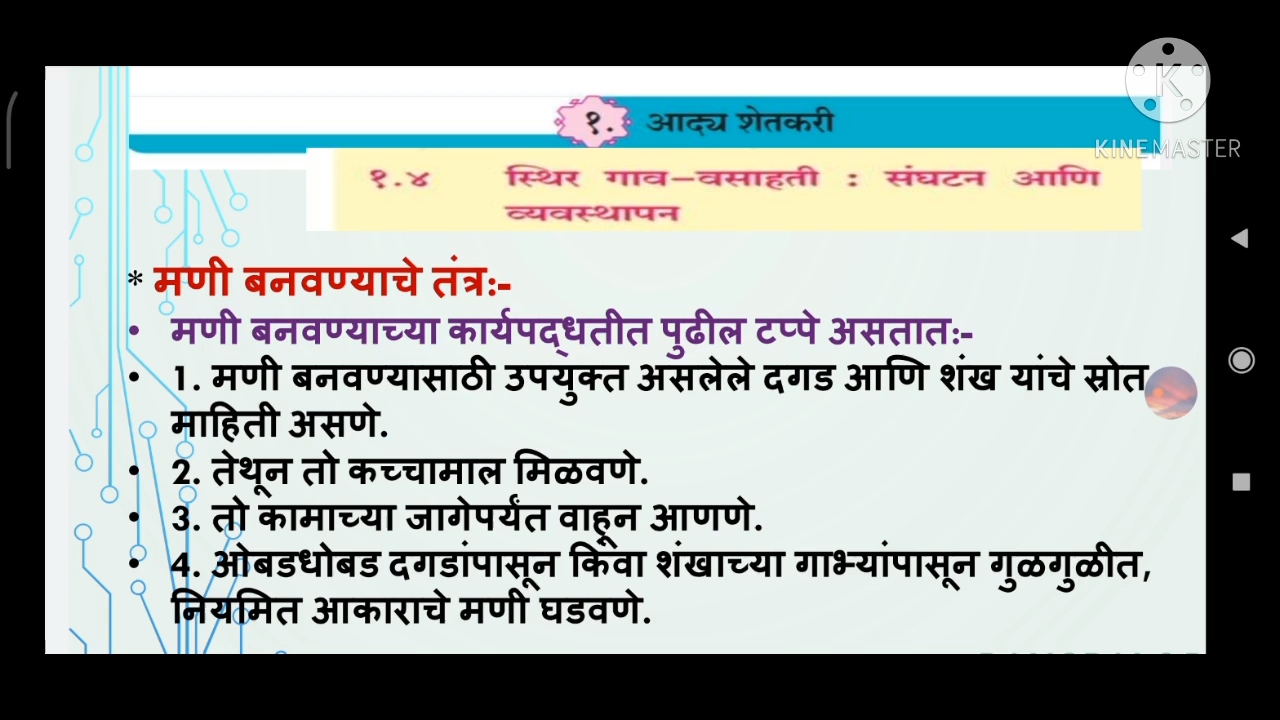 १. आद्य शेतकरी
१.४ स्थिर गाव–वसाहती : संघटन आणि
व्यवस्थापन
* मणी बनवण्याचे तंत्रः-
• मणी बनवण्याच्या कार्यपद्धतीत पुढील टप्पे असतातः-
• 1. मणी बनवण्यासाठी उपयुक्त असलेले दगड आणि शंख यांचे स्रोत
माहिती असणे.
• 2. तेथून तो कच्चामाल मिळवणे.
• 3. तो कामाच्या जागेपर्यंत वाहून आणणे.
• 4. ओबडधोबड दगडांपासून किंवा शंखाच्या गाभ्यांपासून गुळगुळीत,
नियमित आकाराचे मणी घडवणे.
K
KINEMASTER